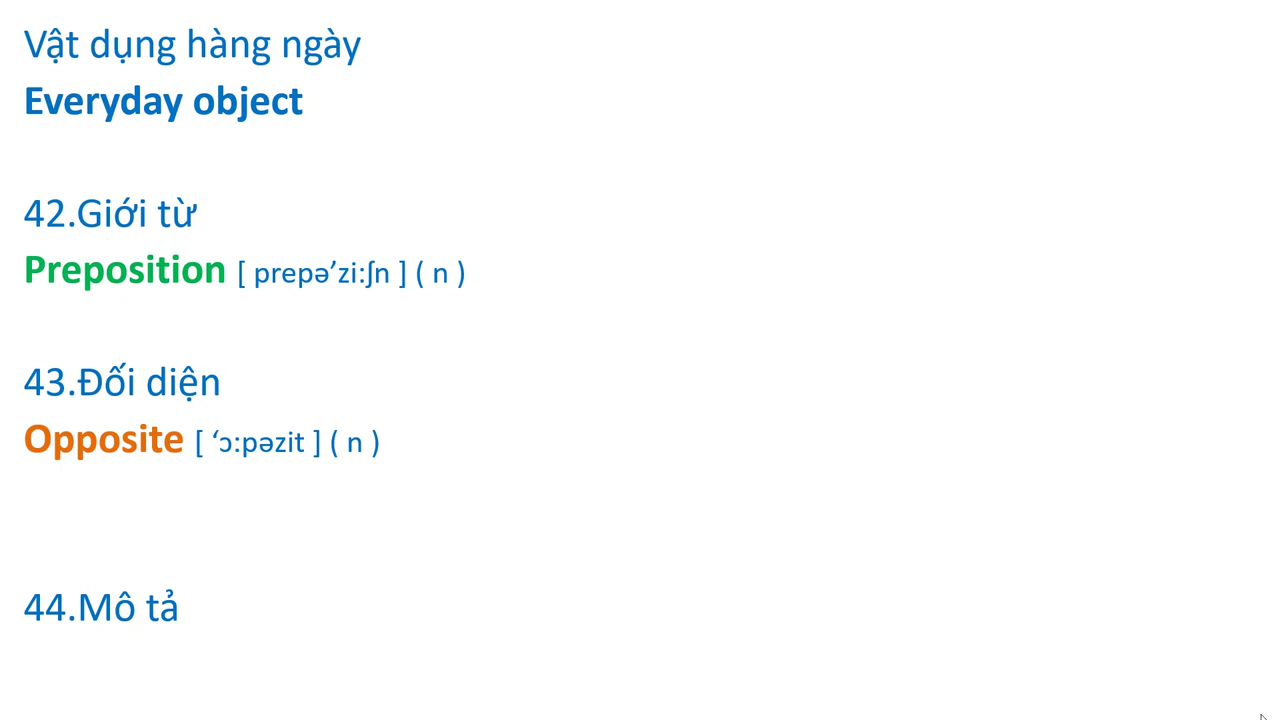 Vật dụng hàng ngày
Everyday object
42.Giới từ
Preposition [ prepə’zi:ʃn ] ( n )
43.Đối diện
Opposite [ ‘ɔ:pəzit ] ( n )
44.Mô tả